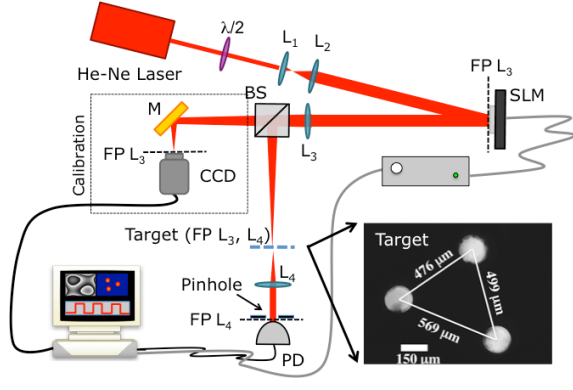 λ/2
L₁
L₂
He-Ne Laser
FP L₃
SLM
BS
M
L₃
FP L₃
CCD
Calibration
Target (FP L₃, L₄)
Target
476 µm
499 µm
569 µm
150 µm
L₄
Pinhole
FP L₄
PD